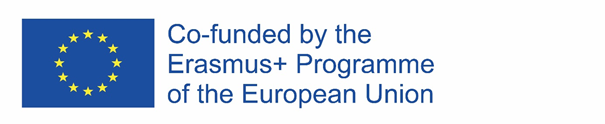 Co-funded by the
Erasmus+ Programme
of the European Union